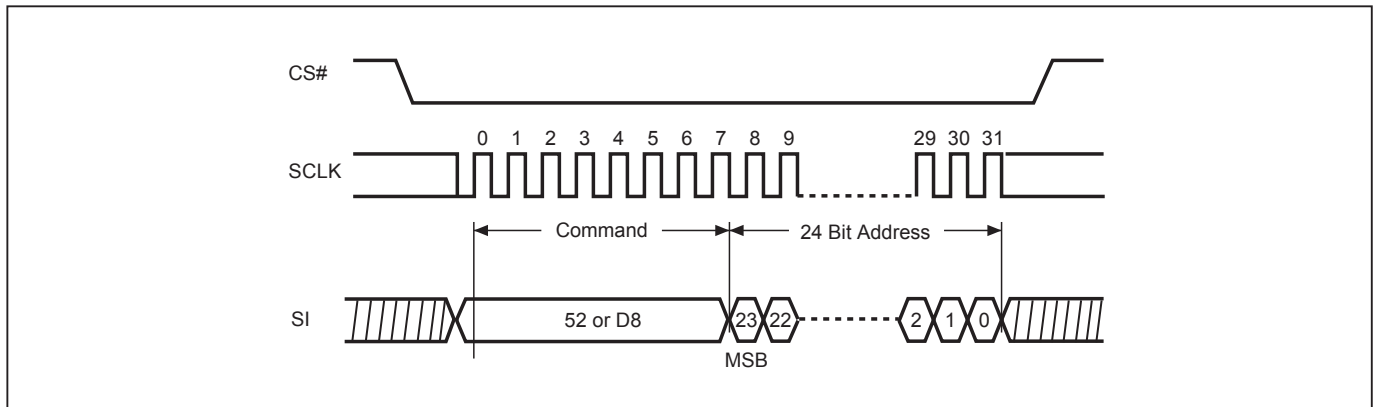 CS#
0 1 2 3 4 5 6 7 8 9 29 30 31
SCLK
Command 24 Bit Address
SI 52 or D8 23 22 2 1 0
MSB